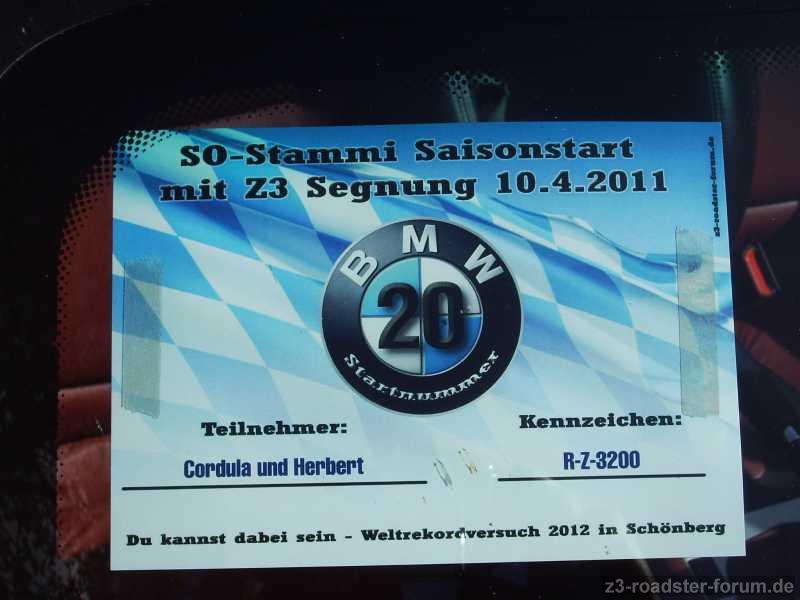 SO-Stammi Saisonstart
mit Z3 Segnung 10.4.2011
z3-roadster-forum.de
BMW
20
Startnummer
Teilnehmer:
Kennzeichen:
Cordula und Herbert
R-Z-3200
Du kannst dabei sein - Weltrekordversuch 2012 in Schönberg
z3-roadster-forum.de